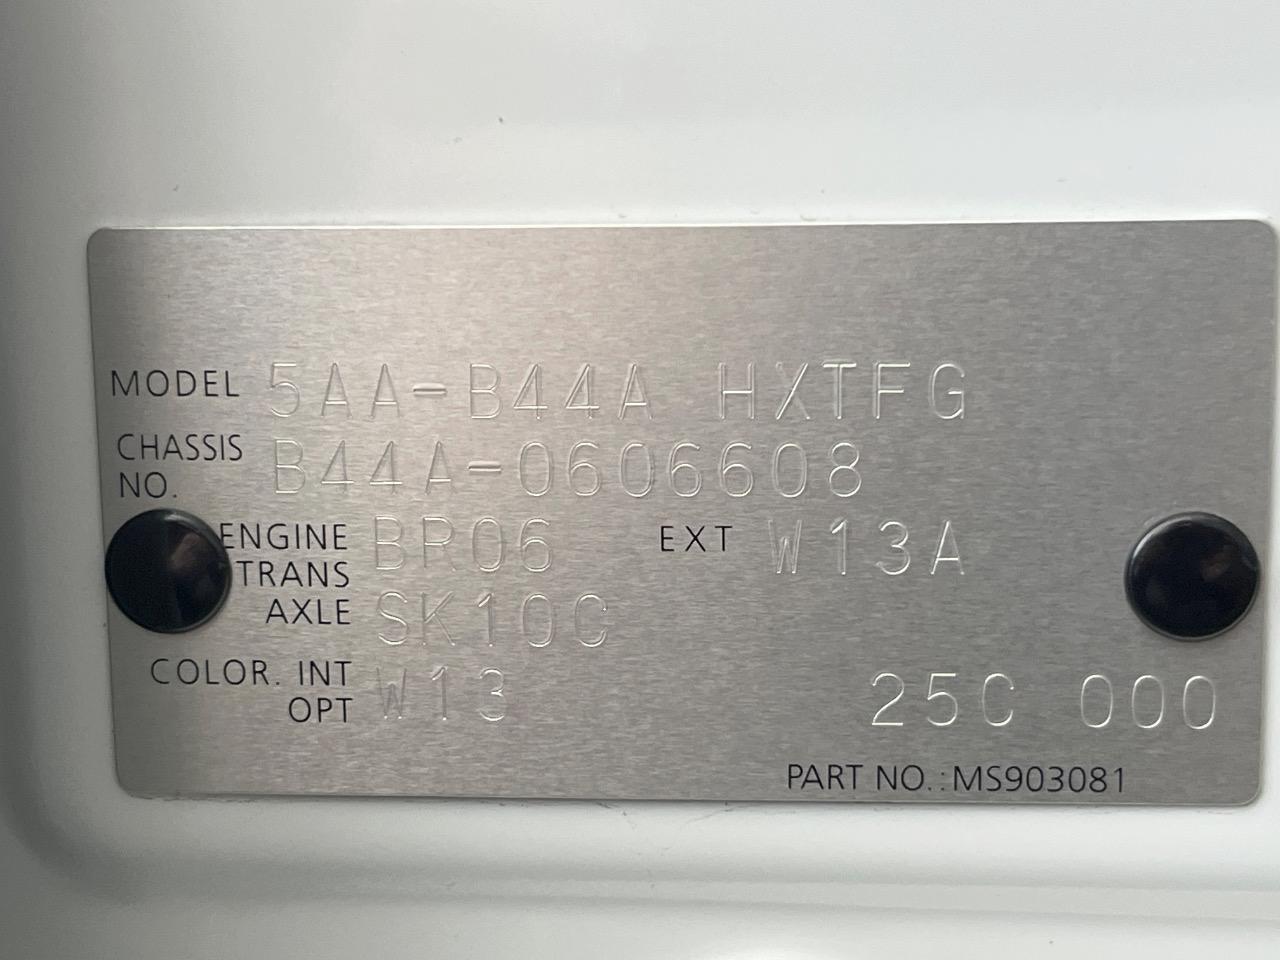 MODEL 5AA-B44A HXTFG
CHASSIS NO. B44A-0606608
ENGINE BR06 EXT W13A
TRANS AXLE SK10C
COLOR. INT W13
OPT 25C 000
PART NO.:MS903081